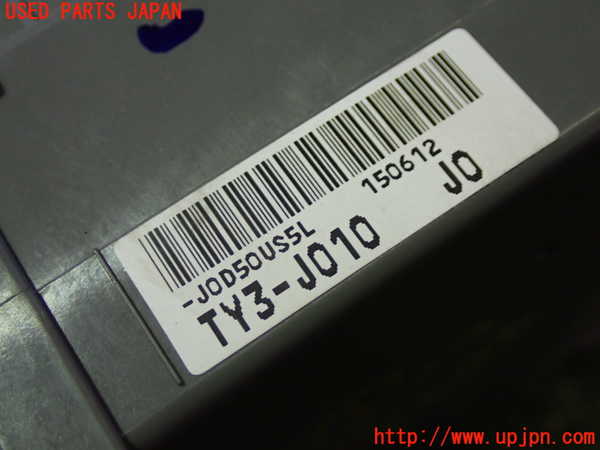 USED PARTS JAPAN
150612
-J0D50US5L
TY3-J010 J0
http://www.upjpn.com/